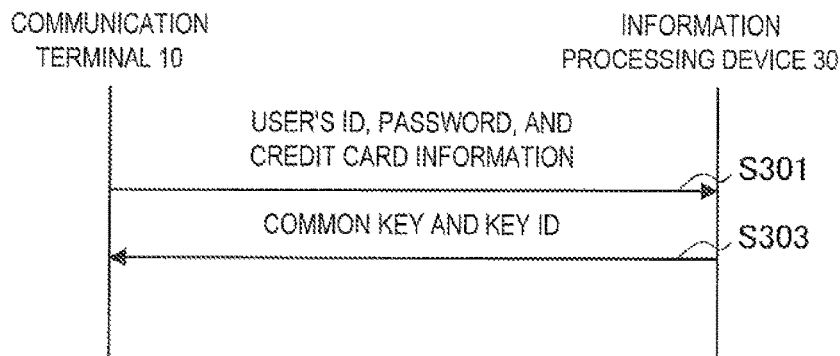 COMMUNICATION
TERMINAL 10
INFORMATION
PROCESSING DEVICE 30
USER'S ID, PASSWORD, AND
CREDIT CARD INFORMATION
S301
COMMON KEY AND KEY ID
S303